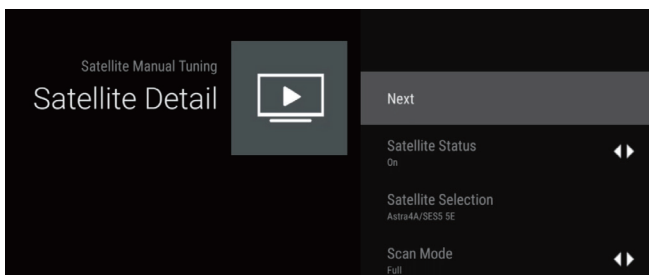 Satellite Manual Tuning
Satellite Detail
Next
Satellite Status
On
Satellite Selection
Astra4A/SES5 5E
Scan Mode
Full